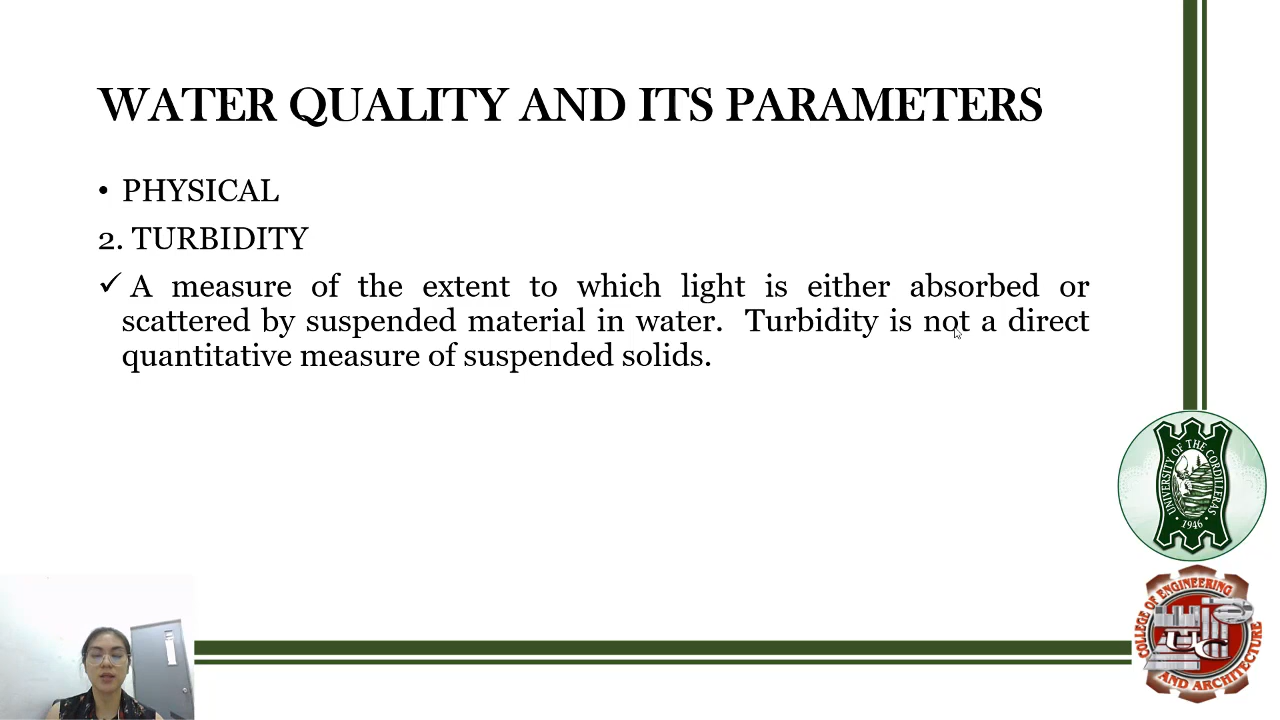 WATER QUALITY AND ITS PARAMETERS
• PHYSICAL
2. TURBIDITY
✓ A measure of the extent to which light is either absorbed or
scattered by suspended material in water. Turbidity is not a direct
quantitative measure of suspended solids.
UNIVERSITY OF THE CORDILLERAS
• 1946 •
COLLEGE OF ENGINEERING
UC
AND ARCHITECTURE